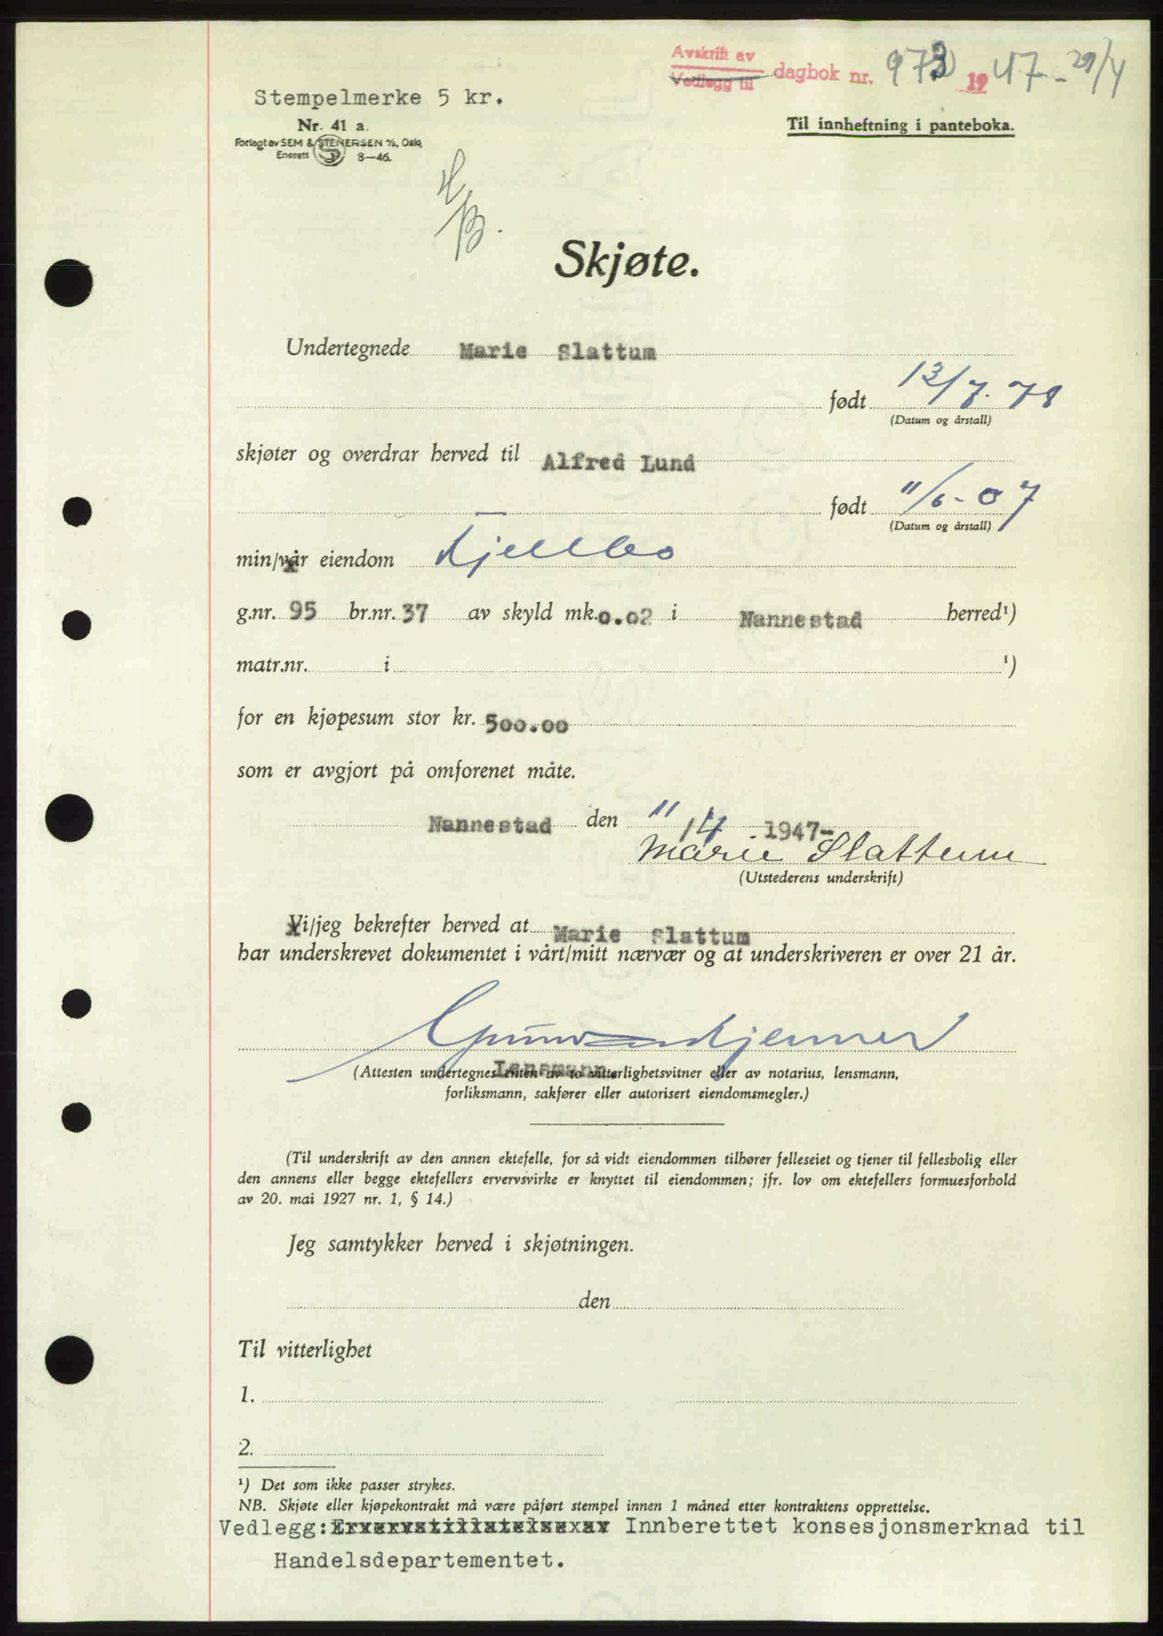 Avskrift av
Vedlegg til dagbok nr. 973 1947-29/4
Stempelmerke 5 kr.
Nr. 41 a.
Forlagt av SEM & STENERSEN A/S, Oslo
Enerett S 8-46.
Til innheftning i panteboka.
Skjøte.
Undertegnede Marie Slattum
født 13/7.78
(Datum og årstall)
skjøter og overdrar herved til Alfred Lund
født 11/6-07
(Datum og årstall)
min/vår eiendom Kjellbo
g.nr. 95 br.nr. 37 av skyld mk. 0.02 i Nannestad herred¹)
matr.nr. i ¹)
for en kjøpesum stor kr. 500.00
som er avgjort på omforenet måte.
Nannestad den 11/4 1947-
Marie Slattum
(Utstederens underskrift)
Vi/jeg bekrefter herved at Marie Slattum
har underskrevet dokumentet i vårt/mitt nærvær og at underskriveren er over 21 år.
Lensmann.
(Attesten undertegnes enten av to vitterlighetsvitner eller av notarius, lensmann,
forliksmann, sakfører eller autorisert eiendomsmegler.)
(Til underskrift av den annen ektefelle, for så vidt eiendommen tilhører felleseiet og tjener til fellesbolig eller
den annens eller begge ektefellers ervervsvirke er knyttet til eiendommen; jfr. lov om ektefellers formuesforhold
av 20. mai 1927 nr. 1, § 14.)
Jeg samtykker herved i skjøtningen.
den
Til vitterlighet
1.
2.
¹) Det som ikke passer strykes.
NB. Skjøte eller kjøpekontrakt må være påført stempel innen 1 måned etter kontraktens opprettelse.
Vedlegg: Innberettet konsesjonsmerknad til
Handelsdepartementet.